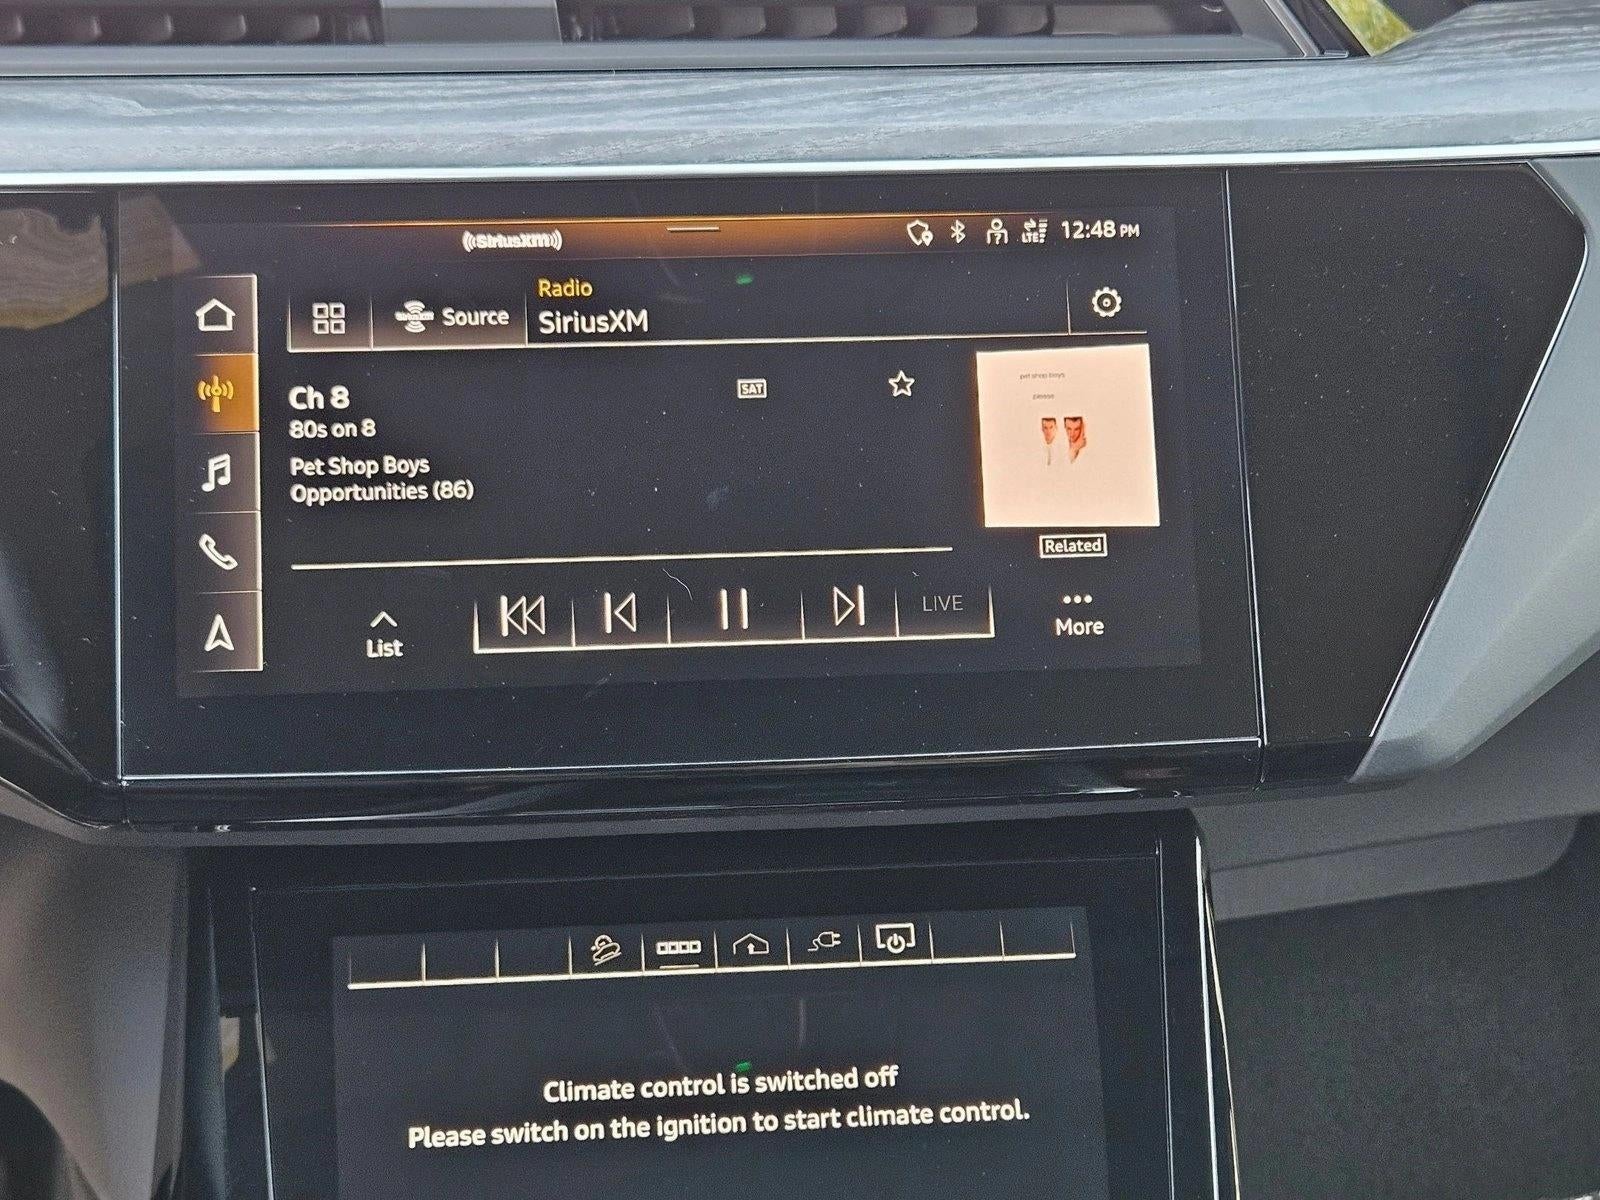 SiriusXM
LTE
12:48 PM
Radio
Source
SiriusXM
Ch 8
SAT
80s on 8
Pet Shop Boys
Opportunities (86)
pet shop boys
please
Related
LIVE
List
More
Climate control is switched off
Please switch on the ignition to start climate control.